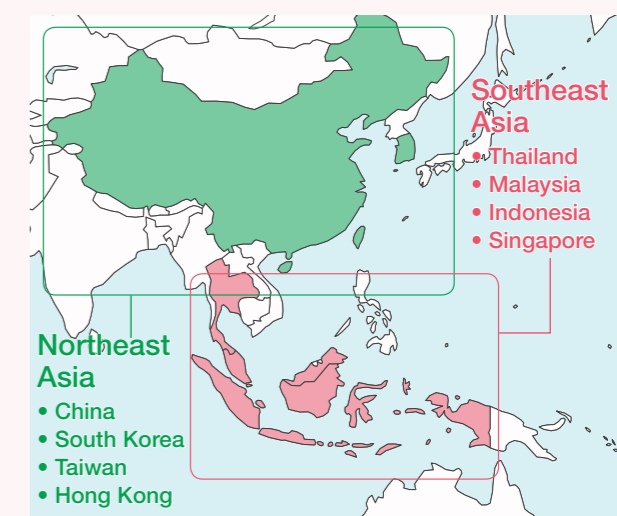 Southeast
Asia
• Thailand
• Malaysia
• Indonesia
• Singapore
Northeast
Asia
• China
• South Korea
• Taiwan
• Hong Kong